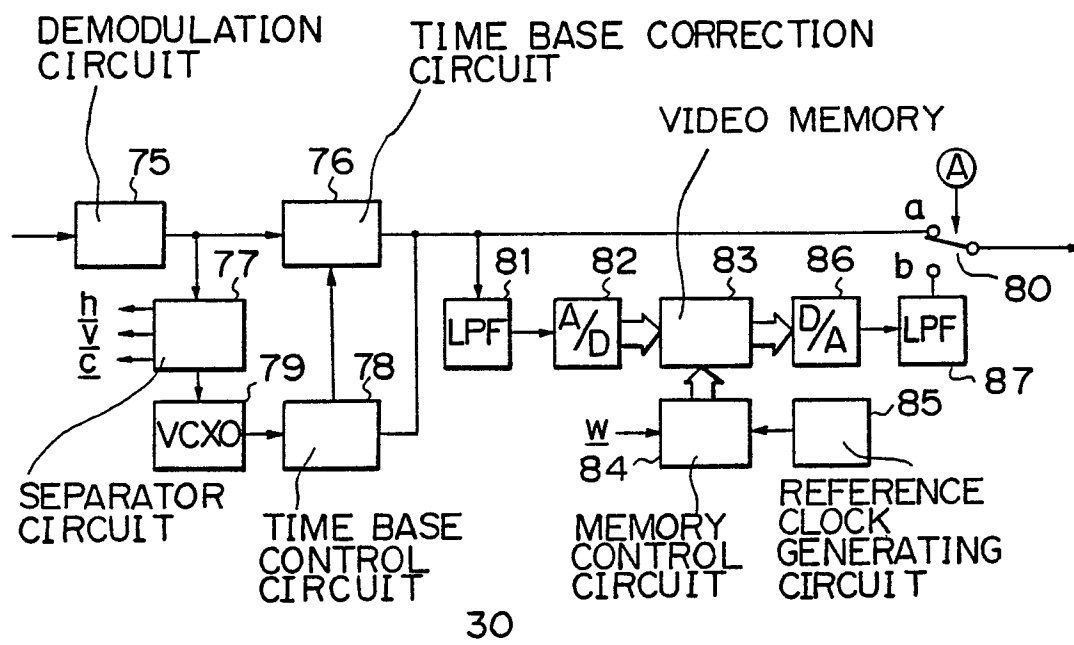 DEMODULATION
CIRCUIT
TIME BASE CORRECTION
CIRCUIT
VIDEO MEMORY
75
76
A
a
77
81
82
83
86
b
80
h
v
c
LPF
A/D
D/A
LPF
79
78
87
85
VCXO
w
84
SEPARATOR
CIRCUIT
TIME BASE
CONTROL
CIRCUIT
MEMORY
CONTROL
CIRCUIT
REFERENCE
CLOCK
GENERATING
CIRCUIT
30